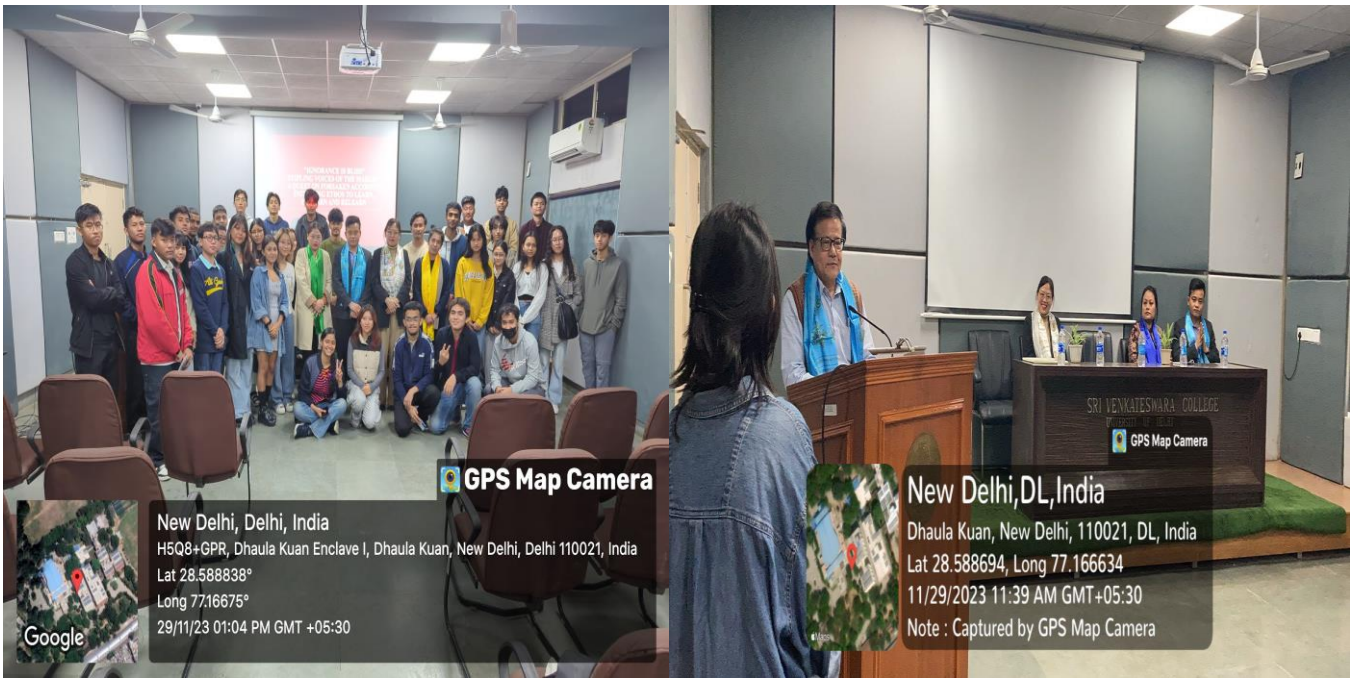 "IGNORANCE IS BLISS"
GPS Map Camera
New Delhi, Delhi, India
H5Q8+GPR, Dhaula Kuan Enclave I, Dhaula Kuan, New Delhi, Delhi 110021, India
Lat 28.588838°
Long 77.16675°
29/11/23 01:04 PM GMT +05:30
Google
SRI VENKATESWARA COLLEGE
UNIVERSITY OF DELHI
GPS Map Camera
New Delhi,DL,India
Dhaula Kuan, New Delhi, 110021, DL, India
Lat 28.588694, Long 77.166634
11/29/2023 11:39 AM GMT+05:30
Note : Captured by GPS Map Camera